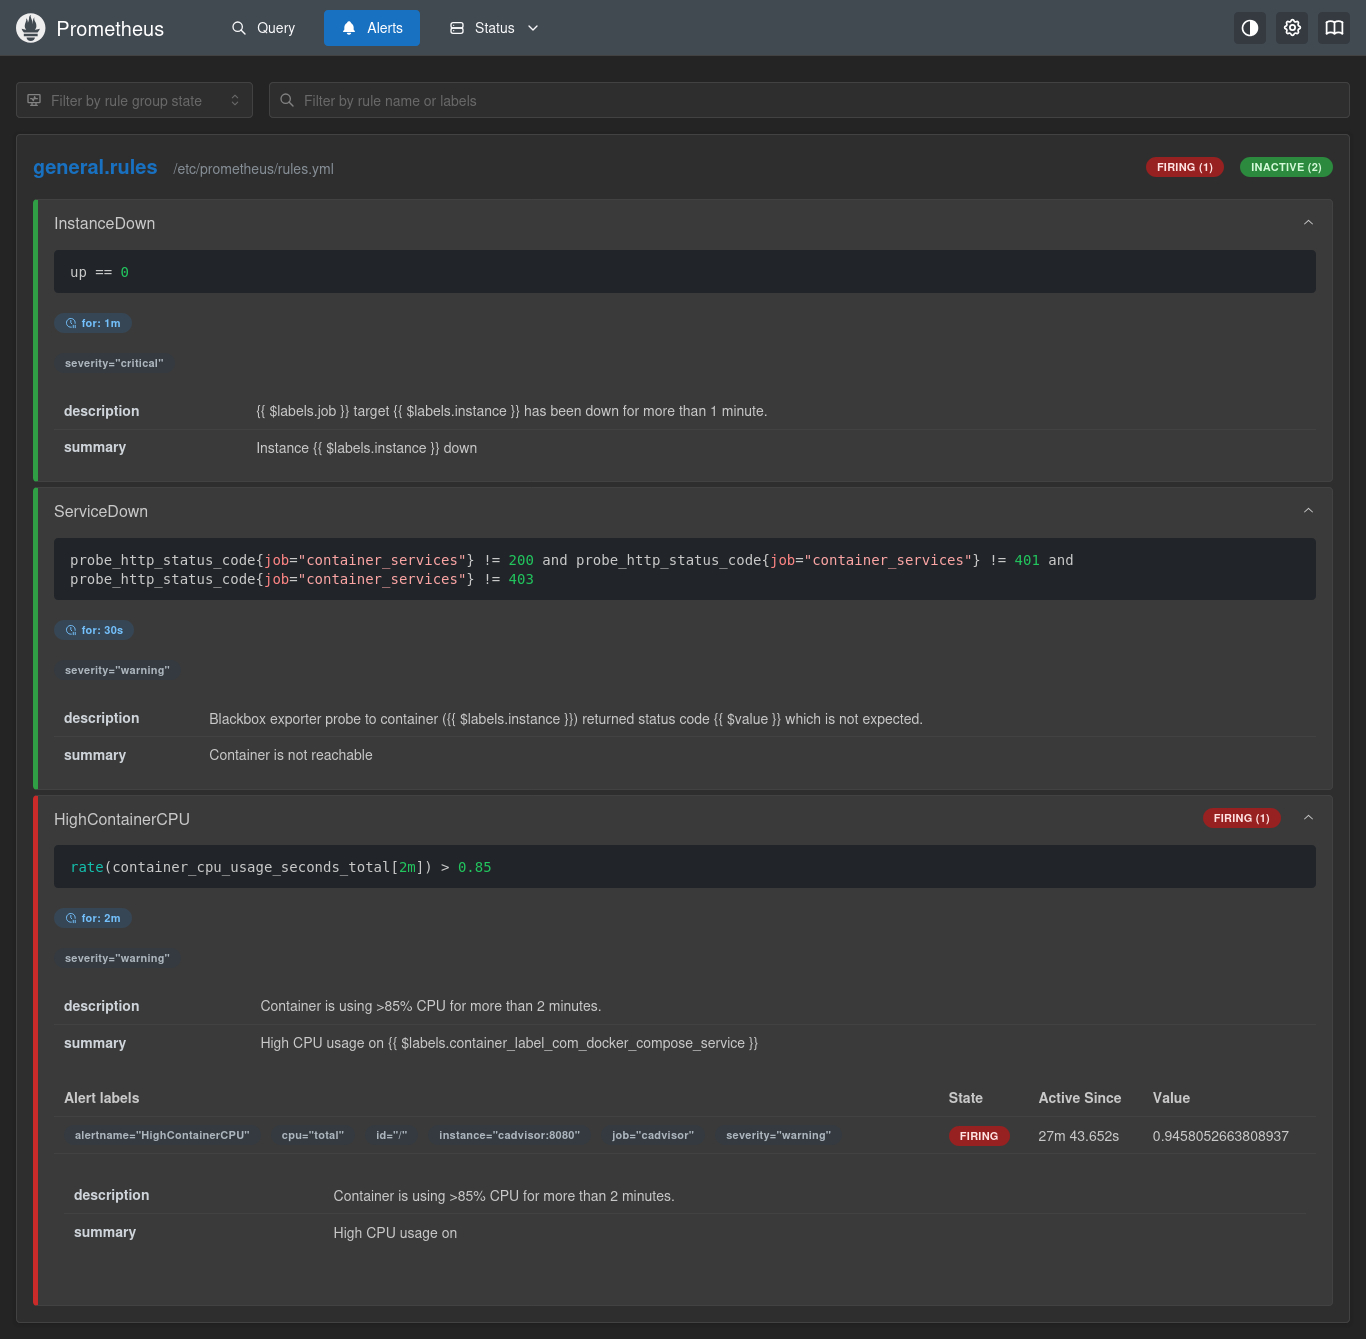 Prometheus Query Alerts Status
Filter by rule group state Filter by rule name or labels
general.rules /etc/prometheus/rules.yml FIRING (1) INACTIVE (2)
InstanceDown
up == 0
for: 1m
severity="critical"
description {{ $labels.job }} target {{ $labels.instance }} has been down for more than 1 minute.
summary Instance {{ $labels.instance }} down
ServiceDown
probe_http_status_code{job="container_services"} != 200 and probe_http_status_code{job="container_services"} != 401 and
probe_http_status_code{job="container_services"} != 403
for: 30s
severity="warning"
description Blackbox exporter probe to container ({{ $labels.instance }}) returned status code {{ $value }} which is not expected.
summary Container is not reachable
HighContainerCPU FIRING (1)
rate(container_cpu_usage_seconds_total[2m]) > 0.85
for: 2m
severity="warning"
description Container is using >85% CPU for more than 2 minutes.
summary High CPU usage on {{ $labels.container_label_com_docker_compose_service }}
Alert labels State Active Since Value
alertname="HighContainerCPU" cpu="total" id="/" instance="cadvisor:8080" job="cadvisor" severity="warning" FIRING 27m 43.652s 0.9458052663808937
description Container is using >85% CPU for more than 2 minutes.
summary High CPU usage on